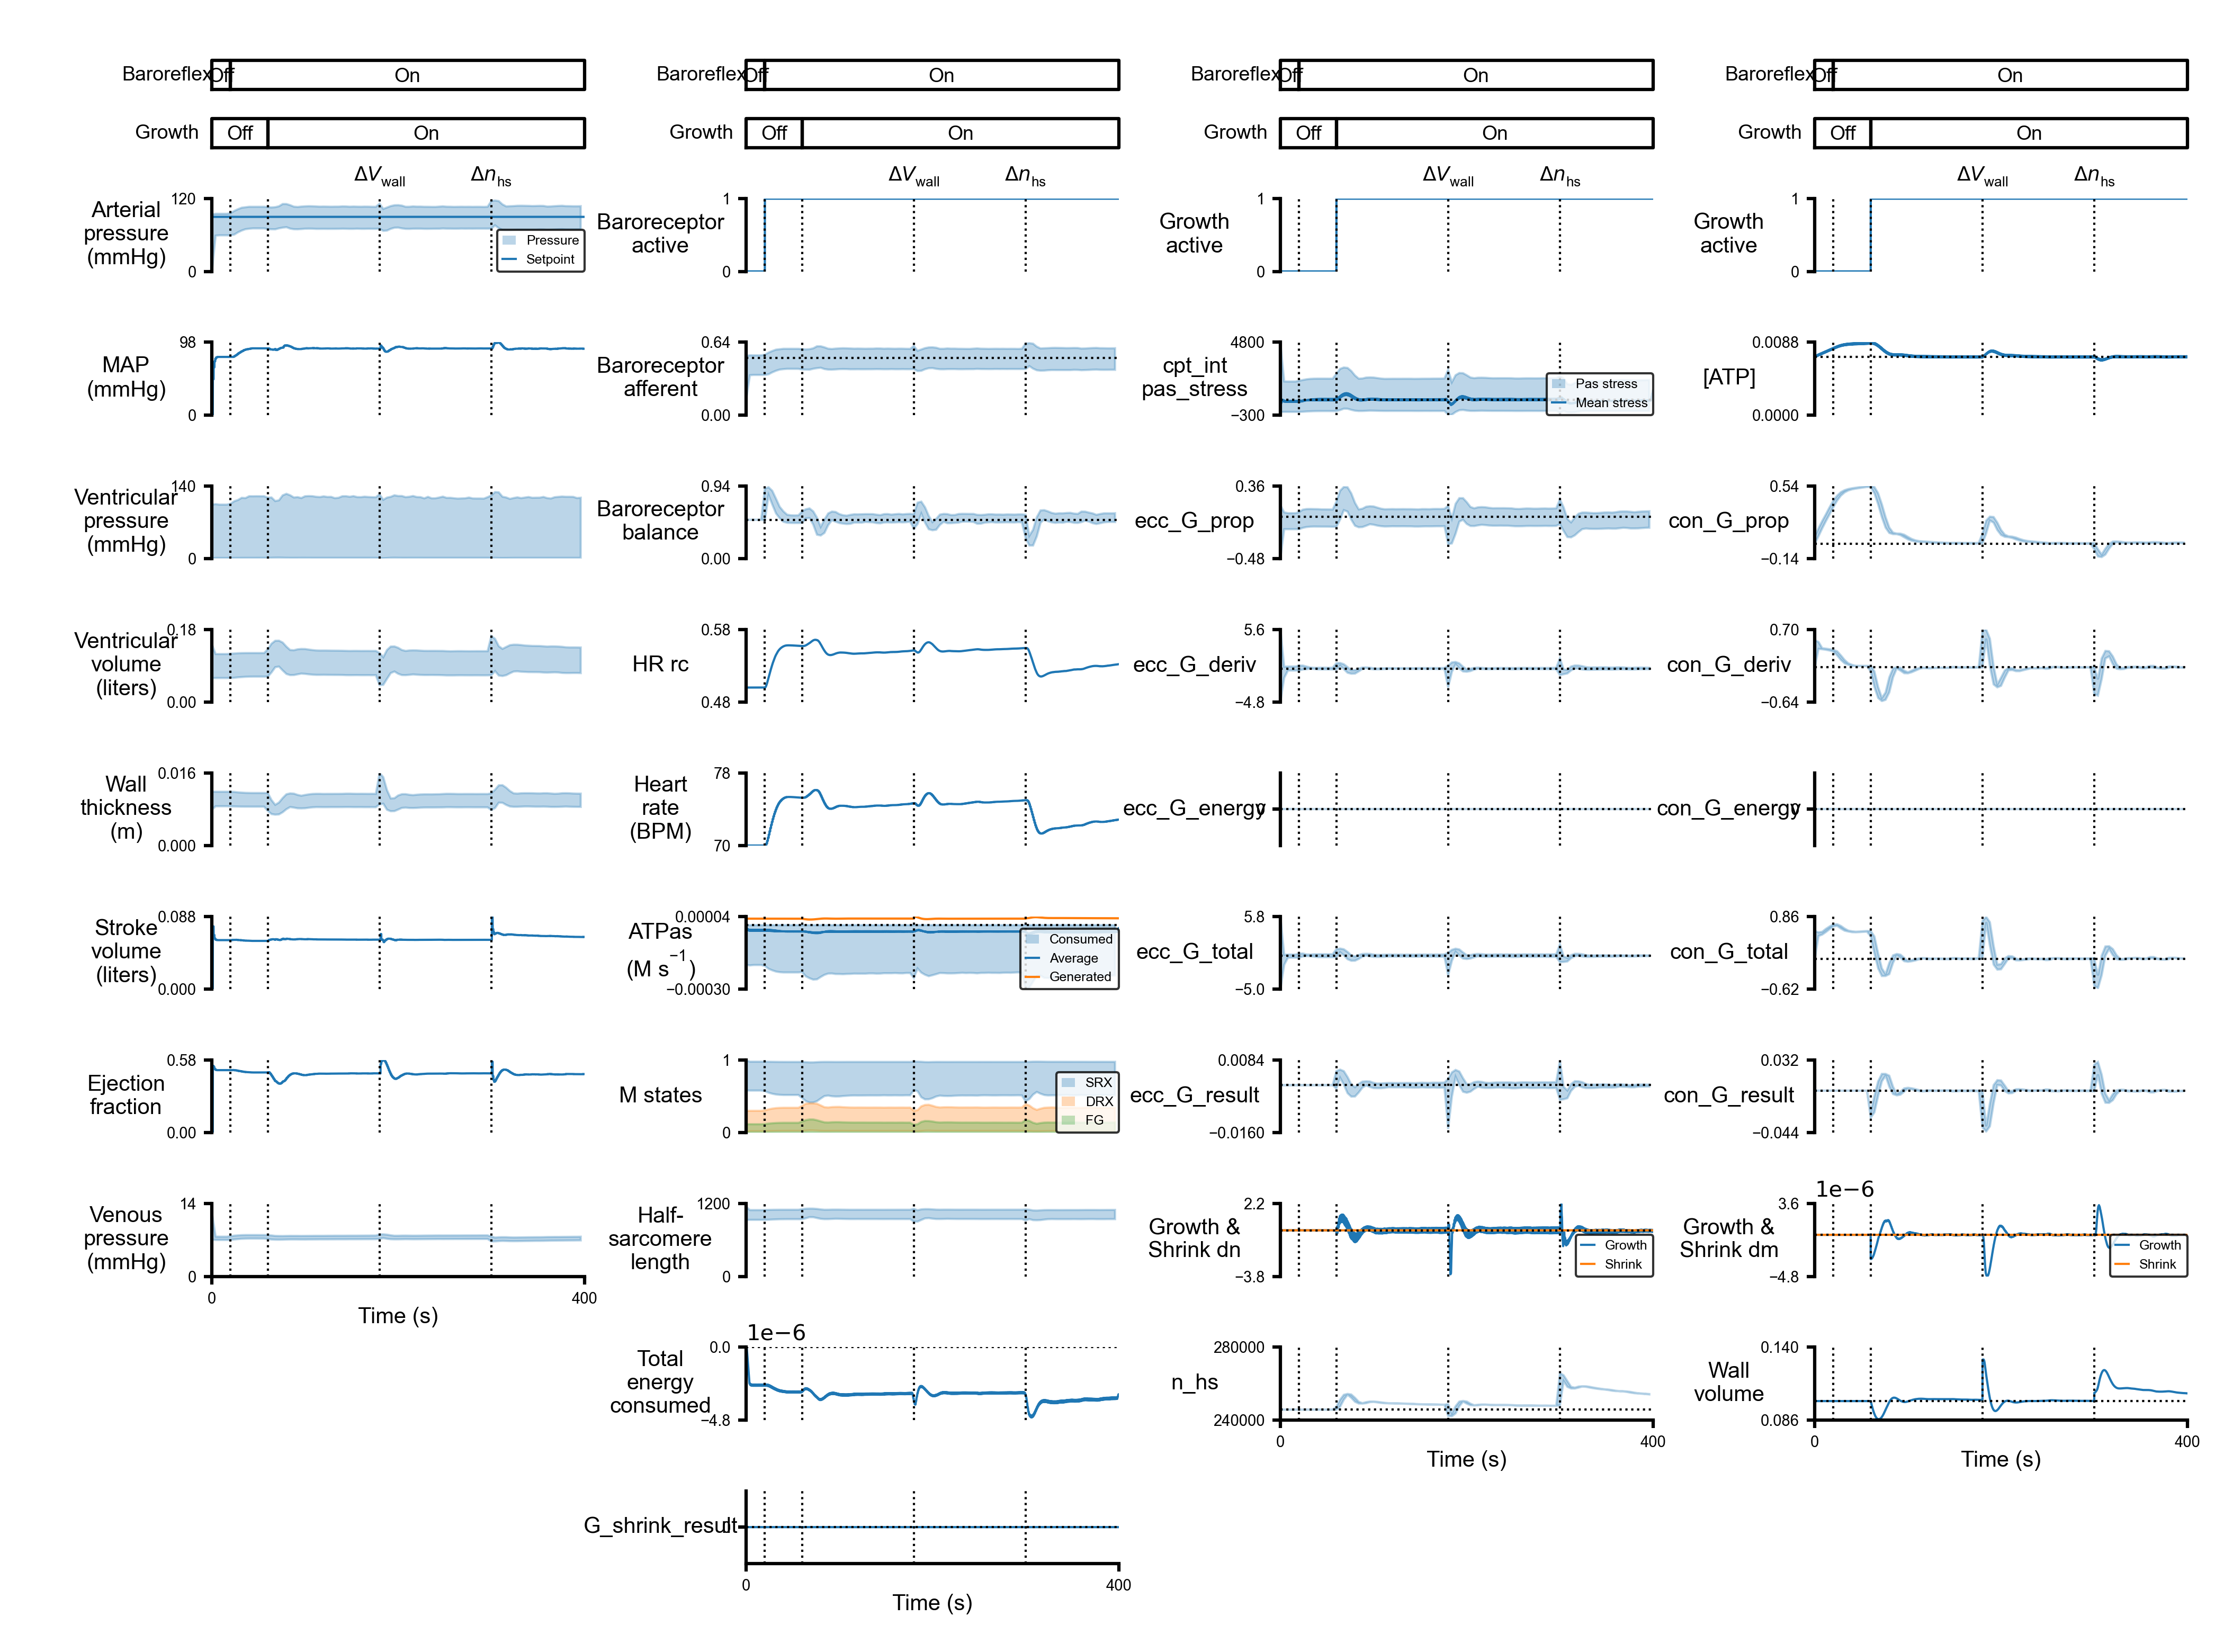 Baroreflex Off On
Growth Off On
ΔV_wall Δn_hs
Arterial
pressure
(mmHg)
120
0
Pressure
Setpoint
MAP
(mmHg)
98
0
Ventricular
pressure
(mmHg)
140
0
Ventricular
volume
(liters)
0.18
0.00
Wall
thickness
(m)
0.016
0.000
Stroke
volume
(liters)
0.088
0.000
Ejection
fraction
0.58
0.00
Venous
pressure
(mmHg)
14
0
0 400
Time (s)
Baroreflex Off On
Growth Off On
ΔV_wall Δn_hs
Baroreceptor
active
1
0
Baroreceptor
afferent
0.64
0.00
Baroreceptor
balance
0.94
0.00
HR rc
0.58
0.48
Heart
rate
(BPM)
78
70
ATPas
(M s⁻¹)
0.00004
−0.00030
Consumed
Average
Generated
M states
1
0
SRX
DRX
FG
Half-
sarcomere
length
1200
0
1e−6
Total
energy
consumed
0.0
−4.8
G_shrink_result
0 400
Time (s)
Baroreflex Off On
Growth Off On
ΔV_wall Δn_hs
Growth
active
1
0
cpt_int
pas_stress
4800
−300
Pas stress
Mean stress
ecc_G_prop
0.36
−0.48
ecc_G_deriv
5.6
−4.8
ecc_G_energy
ecc_G_total
5.8
−5.0
ecc_G_result
0.0084
−0.0160
Growth &
Shrink dn
2.2
−3.8
Growth
Shrink
n_hs
280000
240000
0 400
Time (s)
Baroreflex Off On
Growth Off On
ΔV_wall Δn_hs
Growth
active
1
0
[ATP]
0.0088
0.0000
con_G_prop
0.54
−0.14
con_G_deriv
0.70
−0.64
con_G_energy
con_G_total
0.86
−0.62
con_G_result
0.032
−0.044
1e−6
Growth &
Shrink dm
3.6
−4.8
Growth
Shrink
Wall
volume
0.140
0.086
0 400
Time (s)